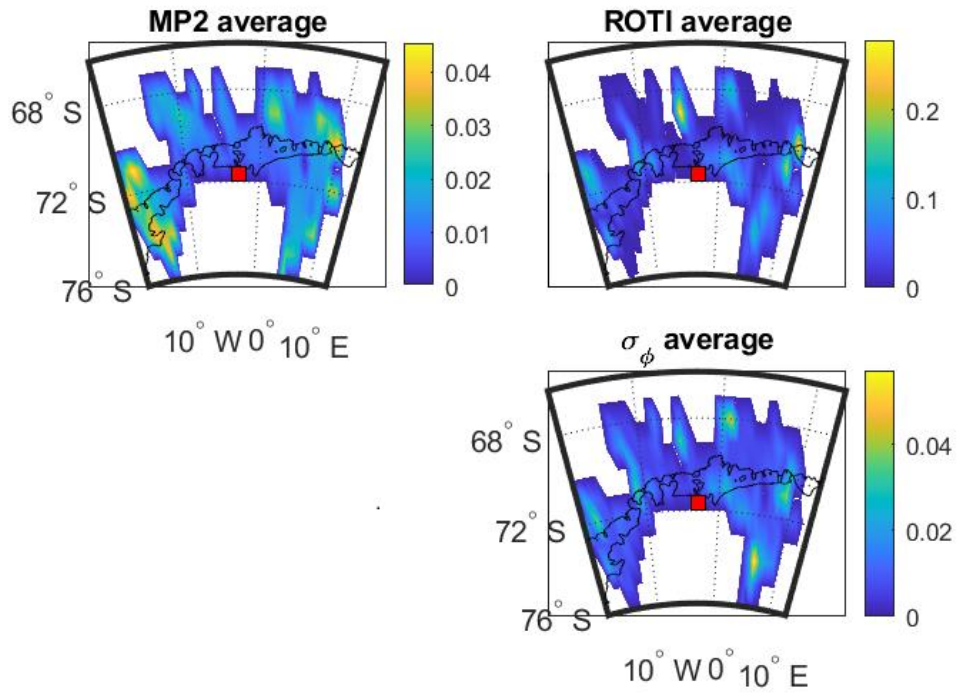 MP2 average
68° S
72° S
76° S
10° W 0° 10° E
0.04
0.03
0.02
0.01
0
ROTI average
0.2
0.1
0
σϕ average
68° S
72° S
76° S
10° W 0° 10° E
0.04
0.02
0